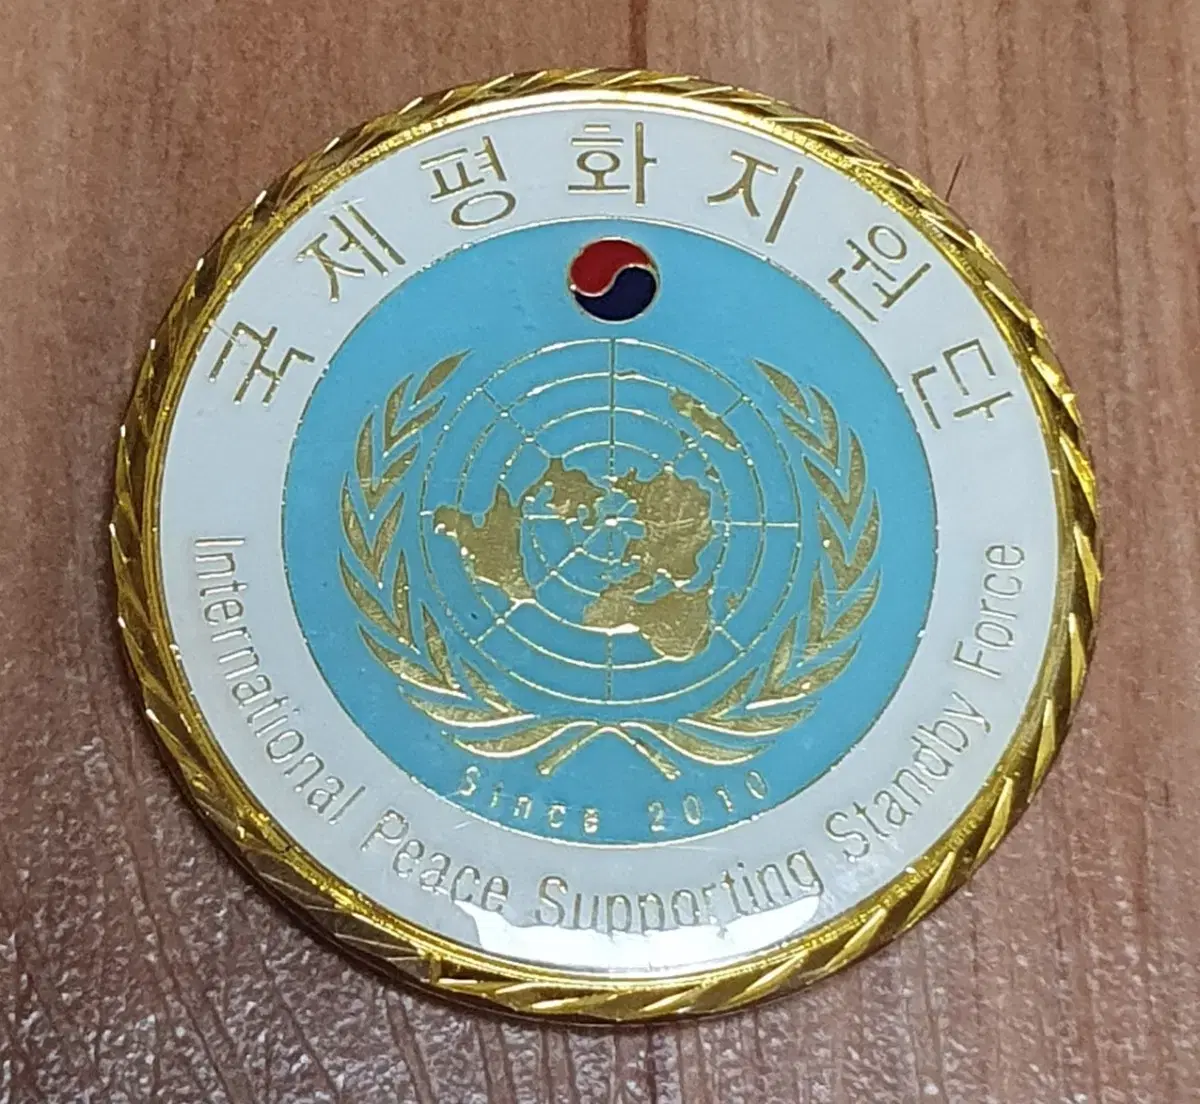 국제평화지원단
Since 2010
International Peace Supporting Standby Force